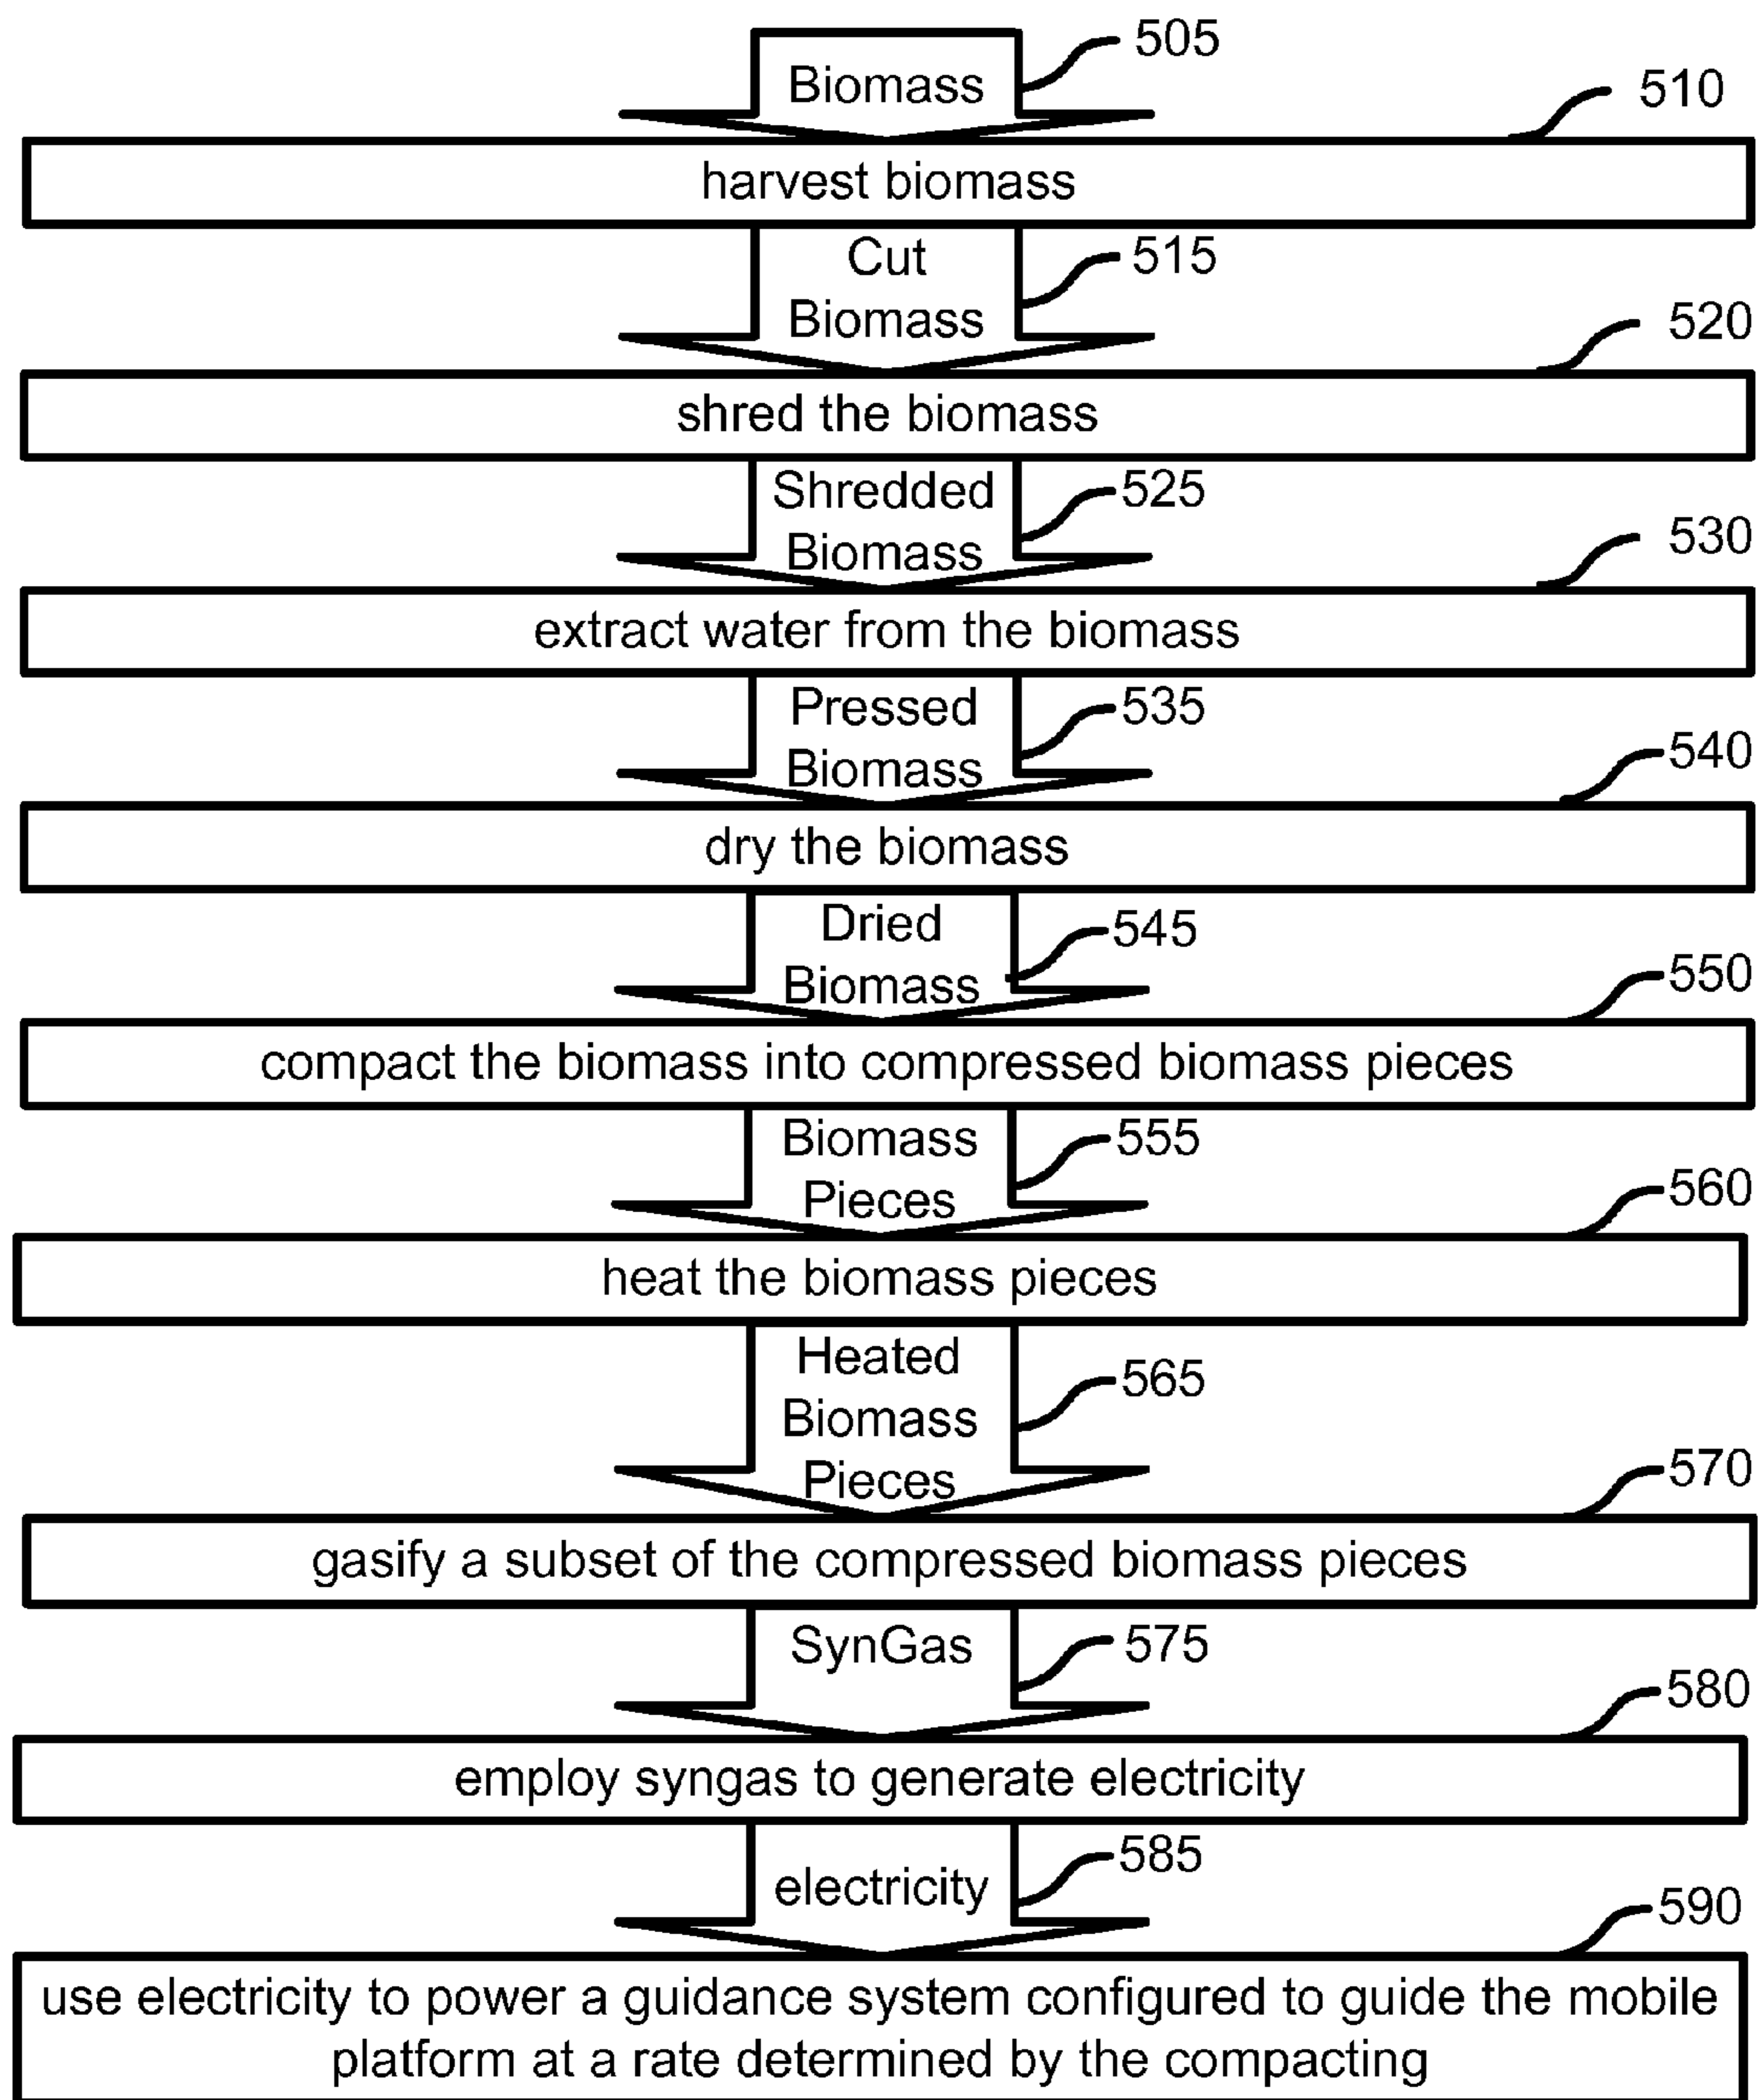 Biomass
505
510
harvest biomass
Cut
515
Biomass
520
shred the biomass
Shredded
525
Biomass
530
extract water from the biomass
Pressed
535
Biomass
540
dry the biomass
Dried
545
Biomass
550
compact the biomass into compressed biomass pieces
Biomass
555
Pieces
560
heat the biomass pieces
Heated
565
Biomass
Pieces
570
gasify a subset of the compressed biomass pieces
SynGas
575
580
employ syngas to generate electricity
585
electricity
590
use electricity to power a guidance system configured to guide the mobile
platform at a rate determined by the compacting